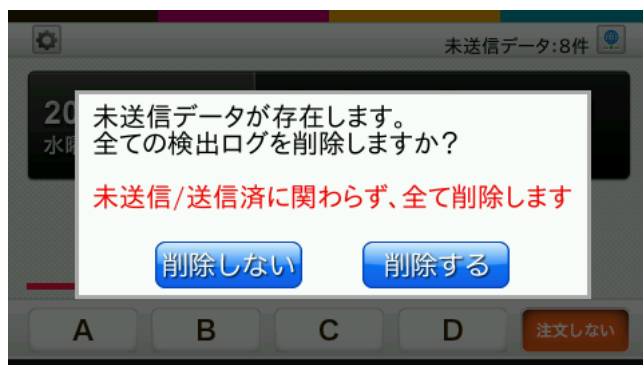 未送信データ:8件
20
水曜
未送信データが存在します。
全ての検出ログを削除しますか？
未送信/送信済に関わらず、全て削除します
削除しない
削除する
A
B
C
D
注文しない